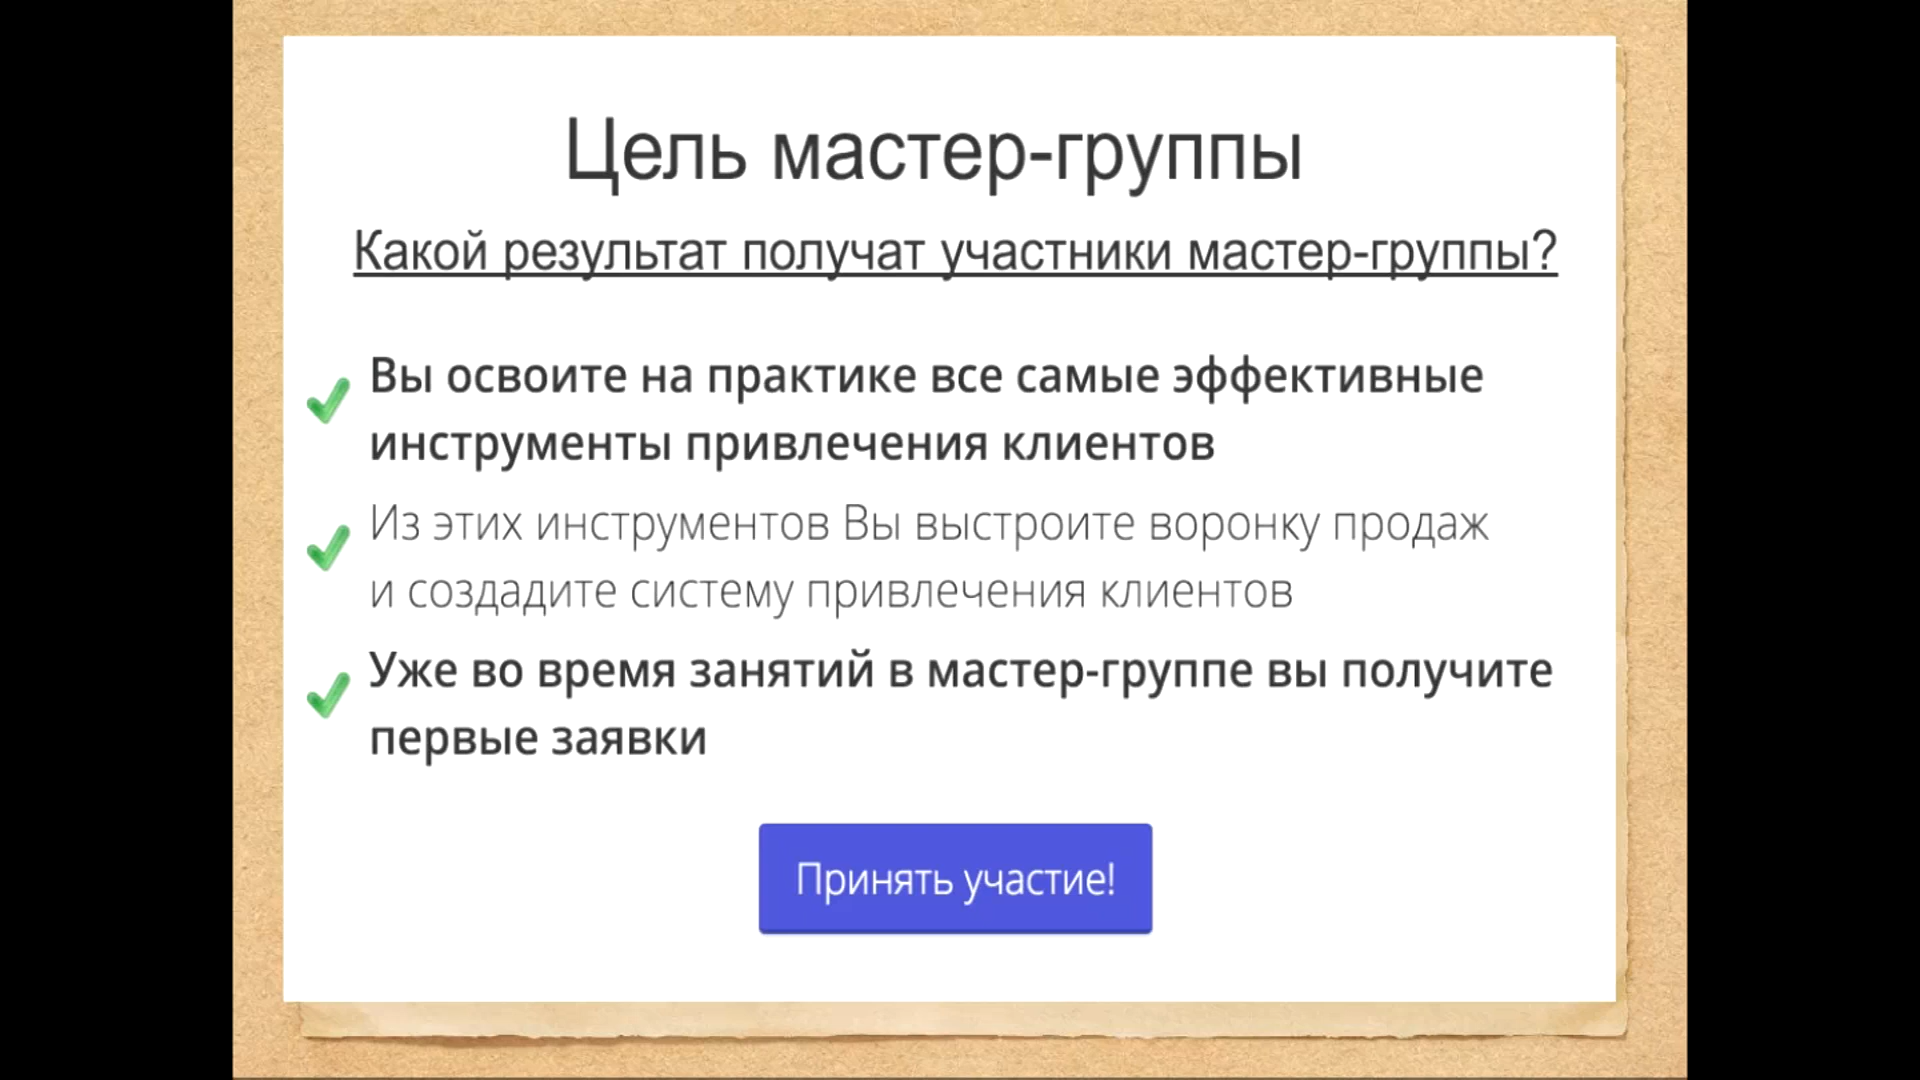 Цель мастер-группы
Какой результат получат участники мастер-группы?
Вы освоите на практике все самые эффективные
инструменты привлечения клиентов
Из этих инструментов Вы выстроите воронку продаж
и создадите систему привлечения клиентов
Уже во время занятий в мастер-группе вы получите
первые заявки
Принять участие!